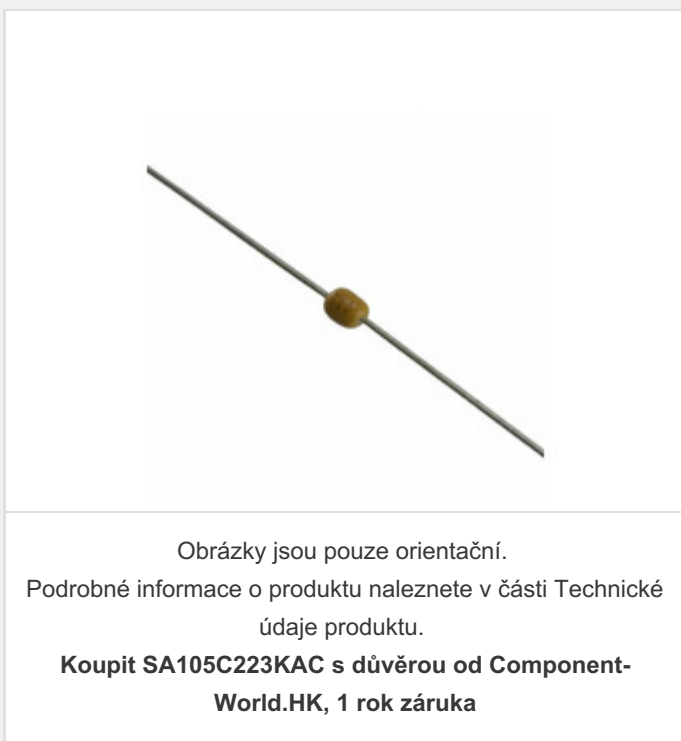 Obrázky jsou pouze orientační.
Podrobné informace o produktu naleznete v části Technické
údaje produktu.
Koupit SA105C223KAC s důvěrou od Component-
World.HK, 1 rok záruka